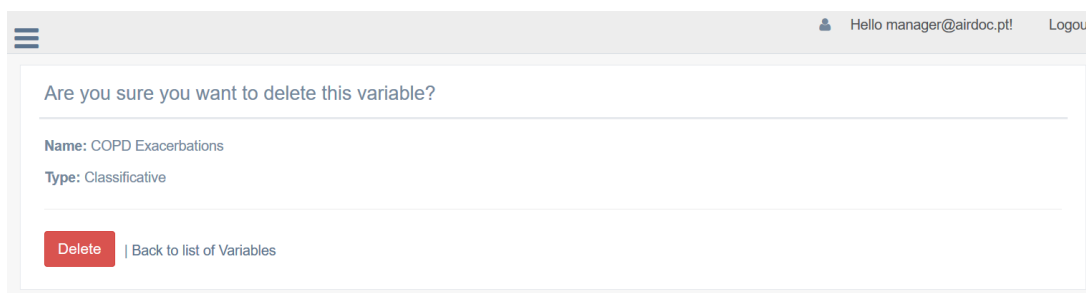 Hello manager@airdoc.pt! Logou
Are you sure you want to delete this variable?
Name: COPD Exacerbations
Type: Classificative
Delete | Back to list of Variables